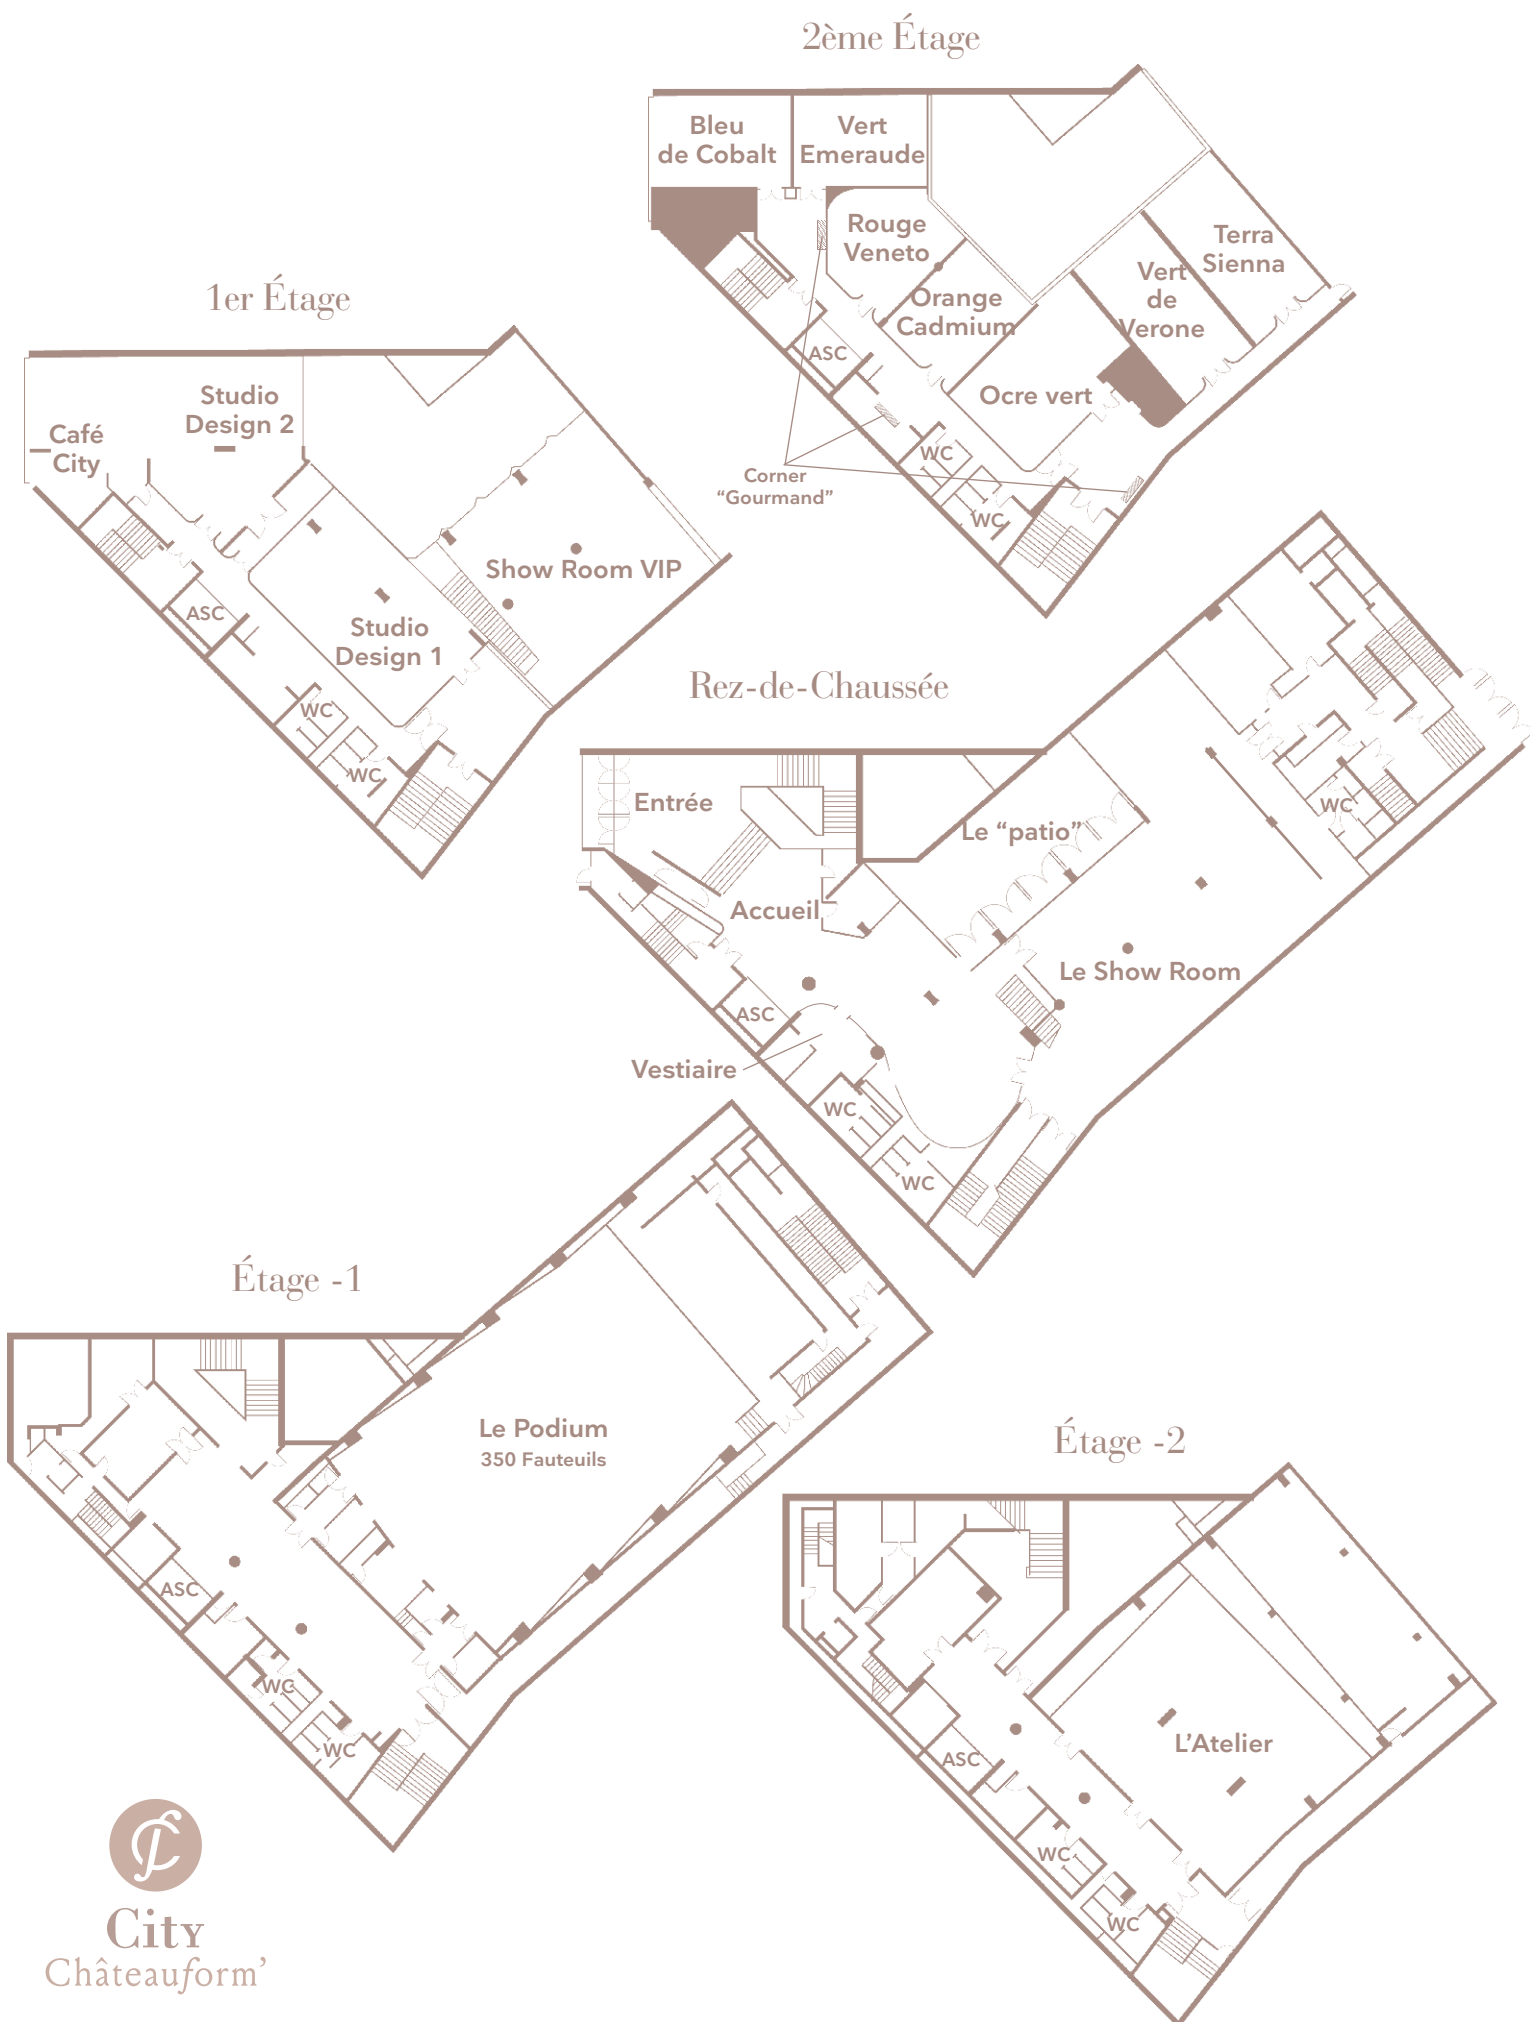 2ème Étage
Bleu
de Cobalt
Vert
Emeraude
Rouge
Veneto
Terra
Sienna
Vert
de
Verone
Orange
Cadmium
ASC
Ocre vert
WC
Corner
“Gourmand”
WC
1er Étage
Studio
Design 2
Café
City
Show Room VIP
ASC
Studio
Design 1
WC
WC
Rez-de-Chaussée
Entrée
Le “patio”
WC
Accueil
Le Show Room
ASC
Vestiaire
WC
WC
Étage -1
Le Podium
350 Fauteuils
ASC
WC
WC
Étage -2
L’Atelier
ASC
WC
WC
City
Châteauform’